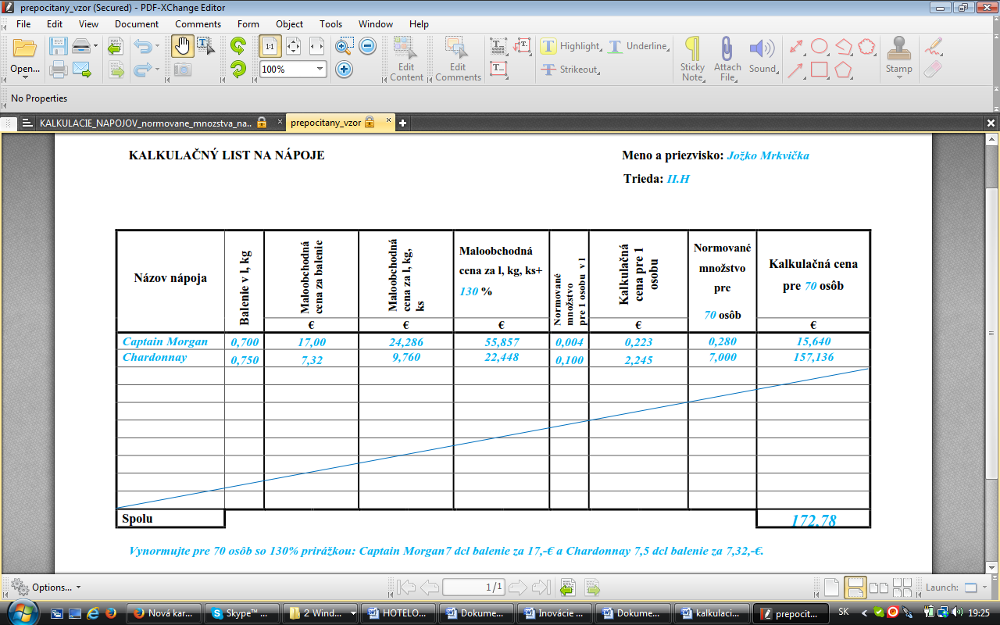 prepocitany_vzor (Secured) - PDF-XChange Editor
File Edit View Document Comments Form Object Tools Window Help
Open...
1:1
100%
Edit Content
Edit Comments
Highlight
Strikeout
Underline
Sticky Note
Attach File
Sound
Stamp
No Properties
KALKULACIE_NAPOJOV_normovane_mnozstva_na.. × prepocitany_vzor ×
KALKULAČNÝ LIST NA NÁPOJE Meno a priezvisko: Jožko Mrkvička
Trieda: II.H
Názov nápoja
Balenie v l, kg
Maloobchodná cena za balenie
€
Maloobchodná cena za l, kg, ks
€
Maloobchodná cena za l, kg, ks+ 130 %
€
Normované množstvo pre 1 osobu v l
Kalkulačná cena pre 1 osobu
€
Normované množstvo pre 70 osôb
Kalkulačná cena pre 70 osôb
€
Captain Morgan 0,700 17,00 24,286 55,857 0,004 0,223 0,280 15,640
Chardonnay 0,750 7,32 9,760 22,448 0,100 2,245 7,000 157,136
Spolu 172,78
Vynormujte pre 70 osôb so 130% prirážkou: Captain Morgan7 dcl balenie za 17,-€ a Chardonnay 7,5 dcl balenie za 7,32,-€.
Options... 1/1 Launch:
Nová kar... Skype™ ... 2 Wind... HOTELO... Dokume... Inovácie ... Dokume... kalkulaci... prepocit... SK 19:25